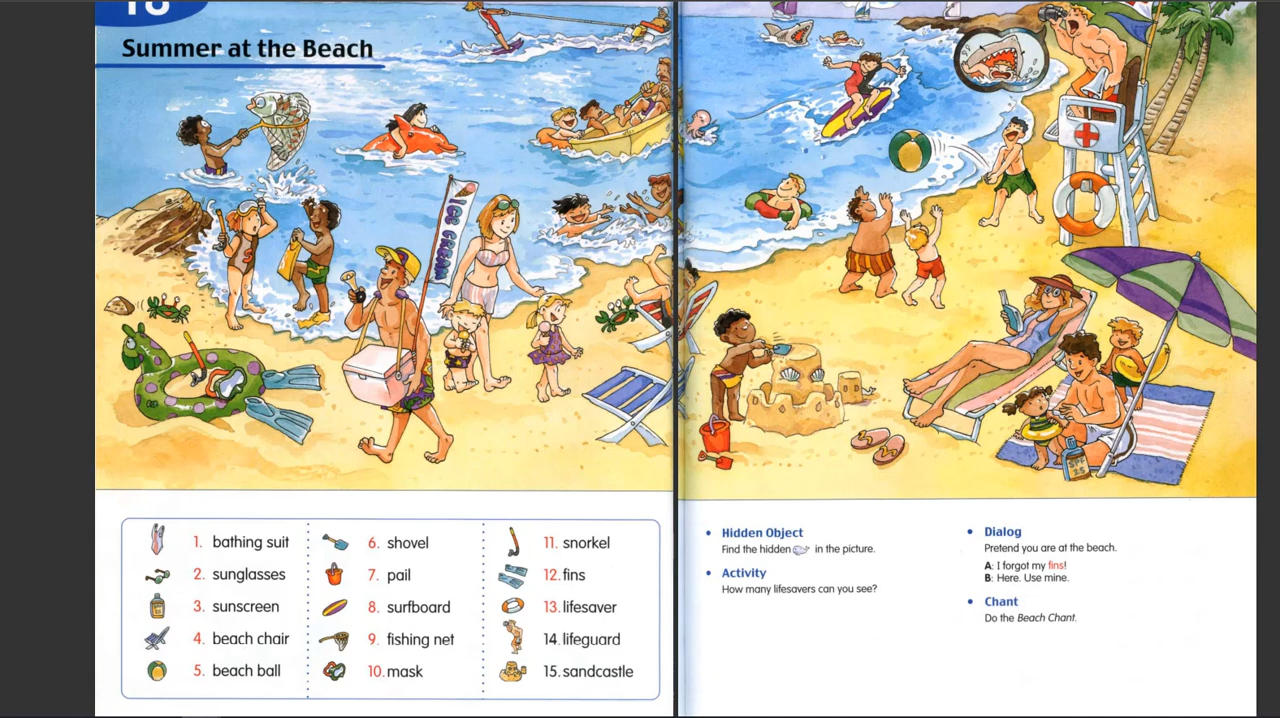 18
Summer at the Beach
ICE CREAM
SPF
25
1. bathing suit
2. sunglasses
3. sunscreen
4. beach chair
5. beach ball
6. shovel
7. pail
8. surfboard
9. fishing net
10. mask
11. snorkel
12. fins
13. lifesaver
14. lifeguard
15. sandcastle
• Hidden Object
Find the hidden in the picture.
• Activity
How many lifesavers can you see?
• Dialog
Pretend you are at the beach.
A: I forgot my fins!
B: Here. Use mine.
• Chant
Do the Beach Chant.